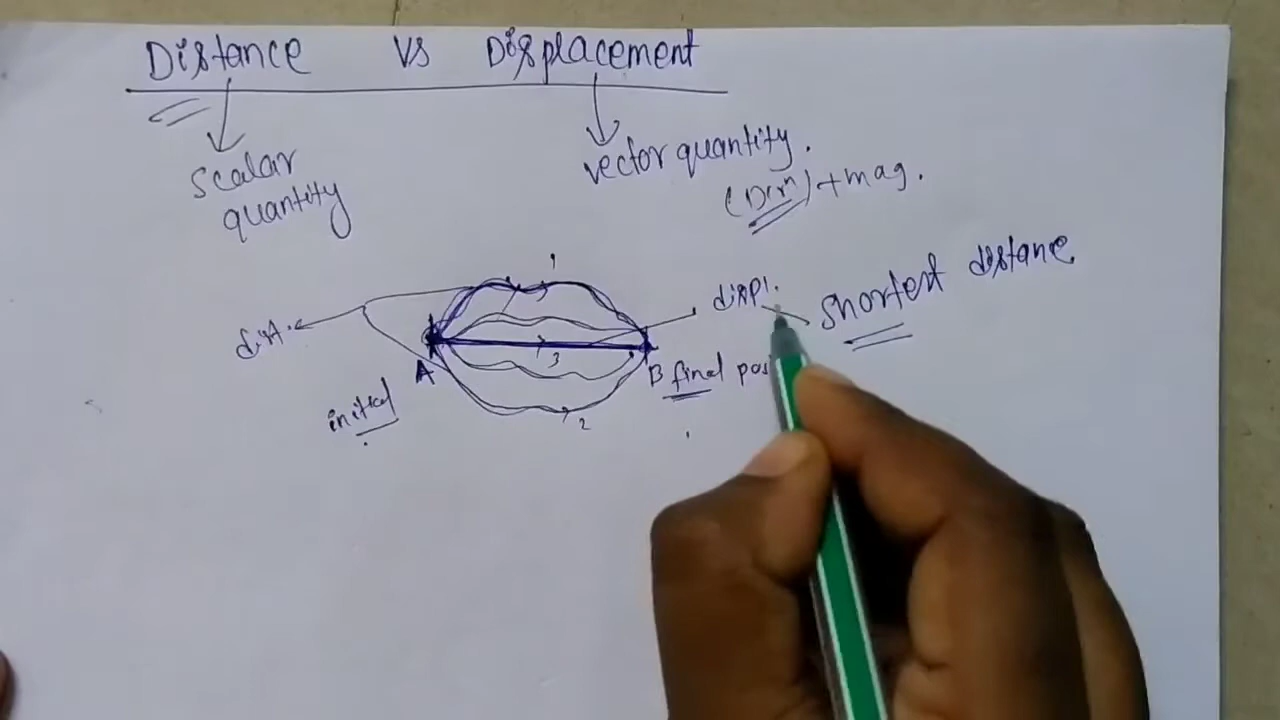 Distance vs Displacement
scalar
quantity
vector quantity.
(Dirⁿ) + mag.
1
displ.
shortest distance
dist.
3
A
B final pos
initial
2